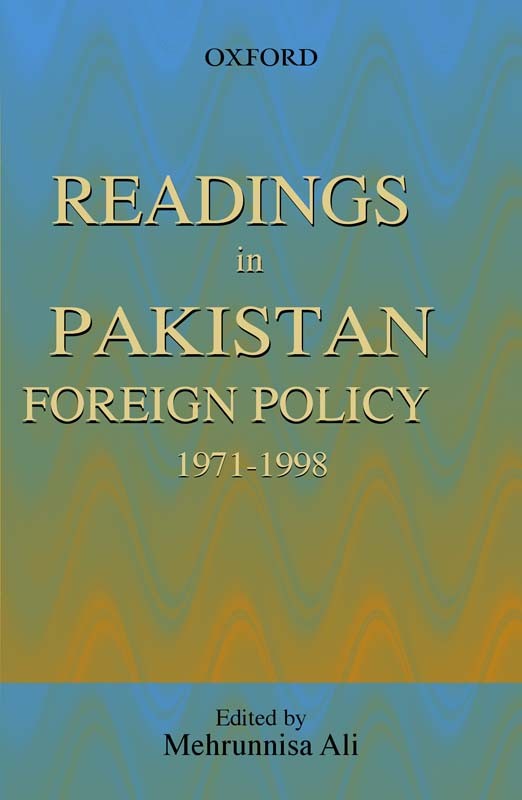 OXFORD
READINGS
in
PAKISTAN
FOREIGN POLICY
1971-1998
Edited by
Mehrunnisa Ali